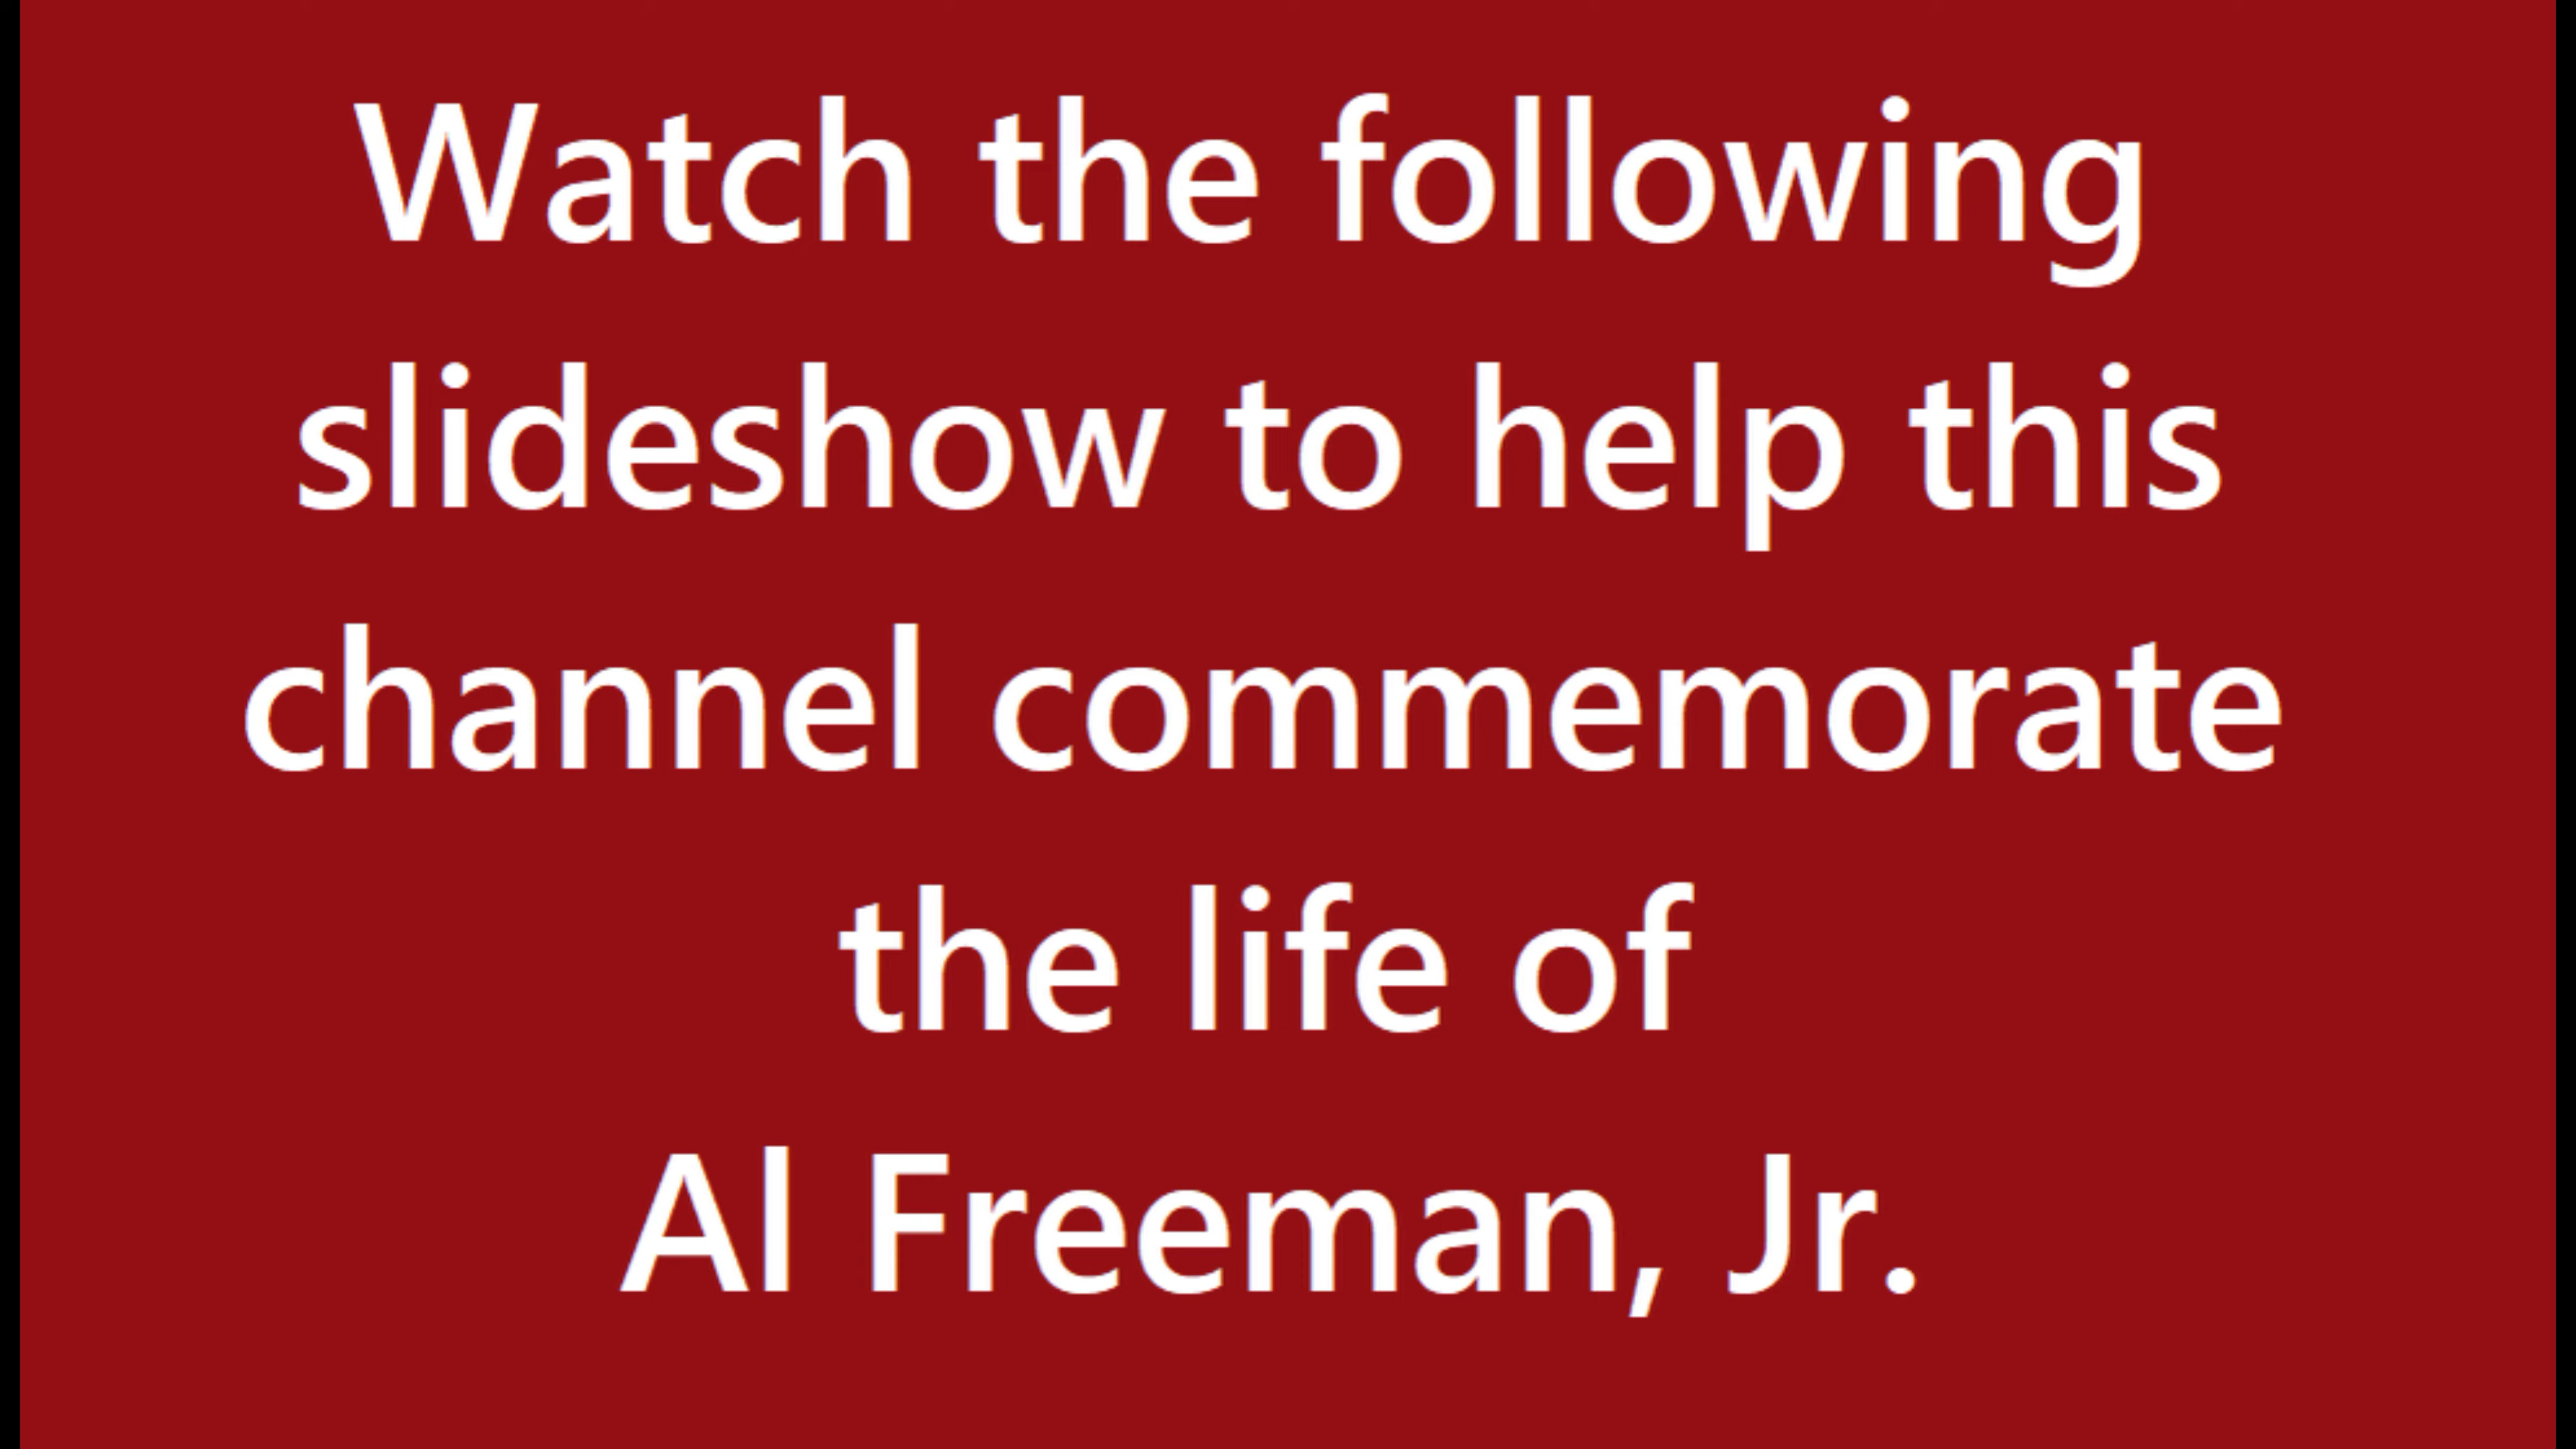 Watch the following
slideshow to help this
channel commemorate
the life of
Al Freeman, Jr.